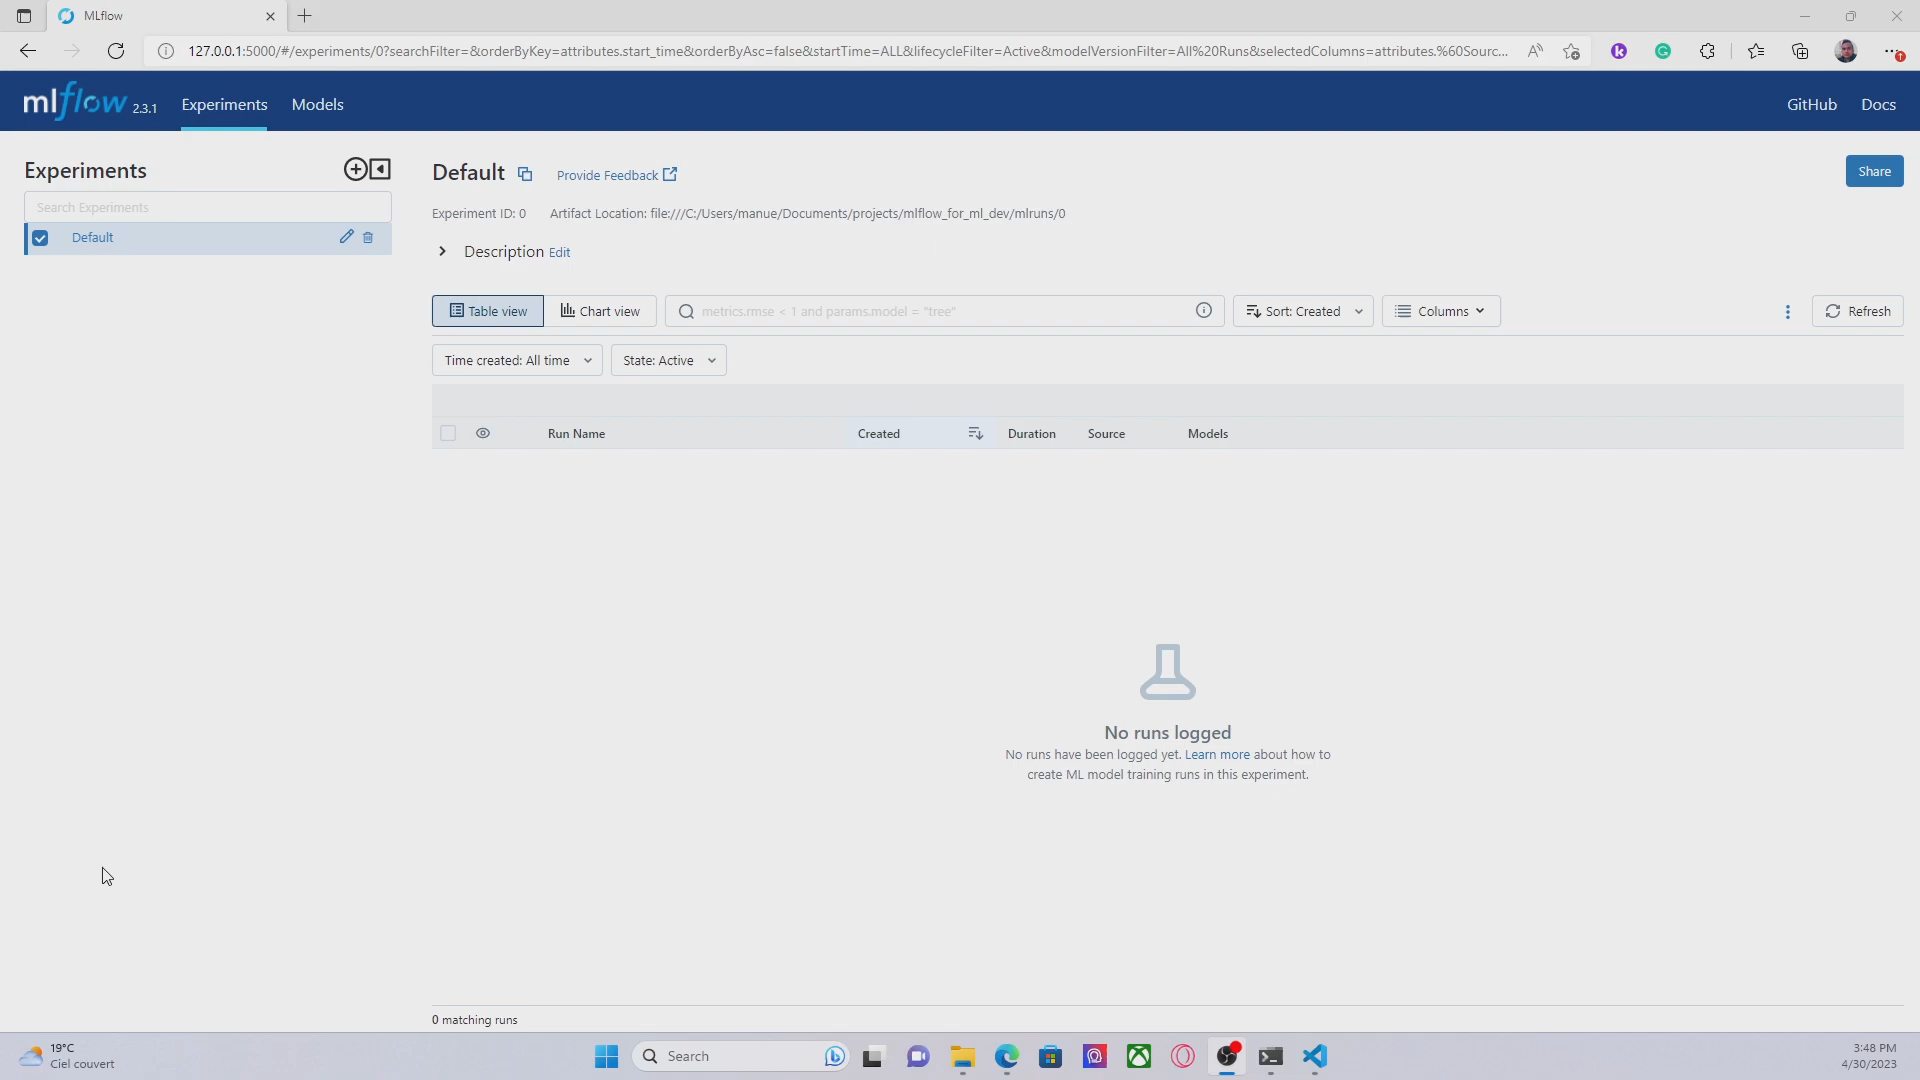 MLflow
127.0.0.1:5000/#/experiments/0?searchFilter=&orderByKey=attributes.start_time&orderByAsc=false&startTime=ALL&lifecycleFilter=Active&modelVersionFilter=All%20Runs&selectedColumns=attributes.%60Sourc...
mlflow 2.3.1 Experiments Models GitHub Docs
Experiments
Search Experiments
Default
Default Provide Feedback Share
Experiment ID: 0 Artifact Location: file:///C:/Users/manue/Documents/projects/mlflow_for_ml_dev/mlruns/0
Description Edit
Table view Chart view metrics.rmse < 1 and params.model = "tree" Sort: Created Columns Refresh
Time created: All time State: Active
Run Name Created Duration Source Models
No runs logged
No runs have been logged yet. Learn more about how to
create ML model training runs in this experiment.
0 matching runs
19°C
Ciel couvert
Search
3:48 PM
4/30/2023